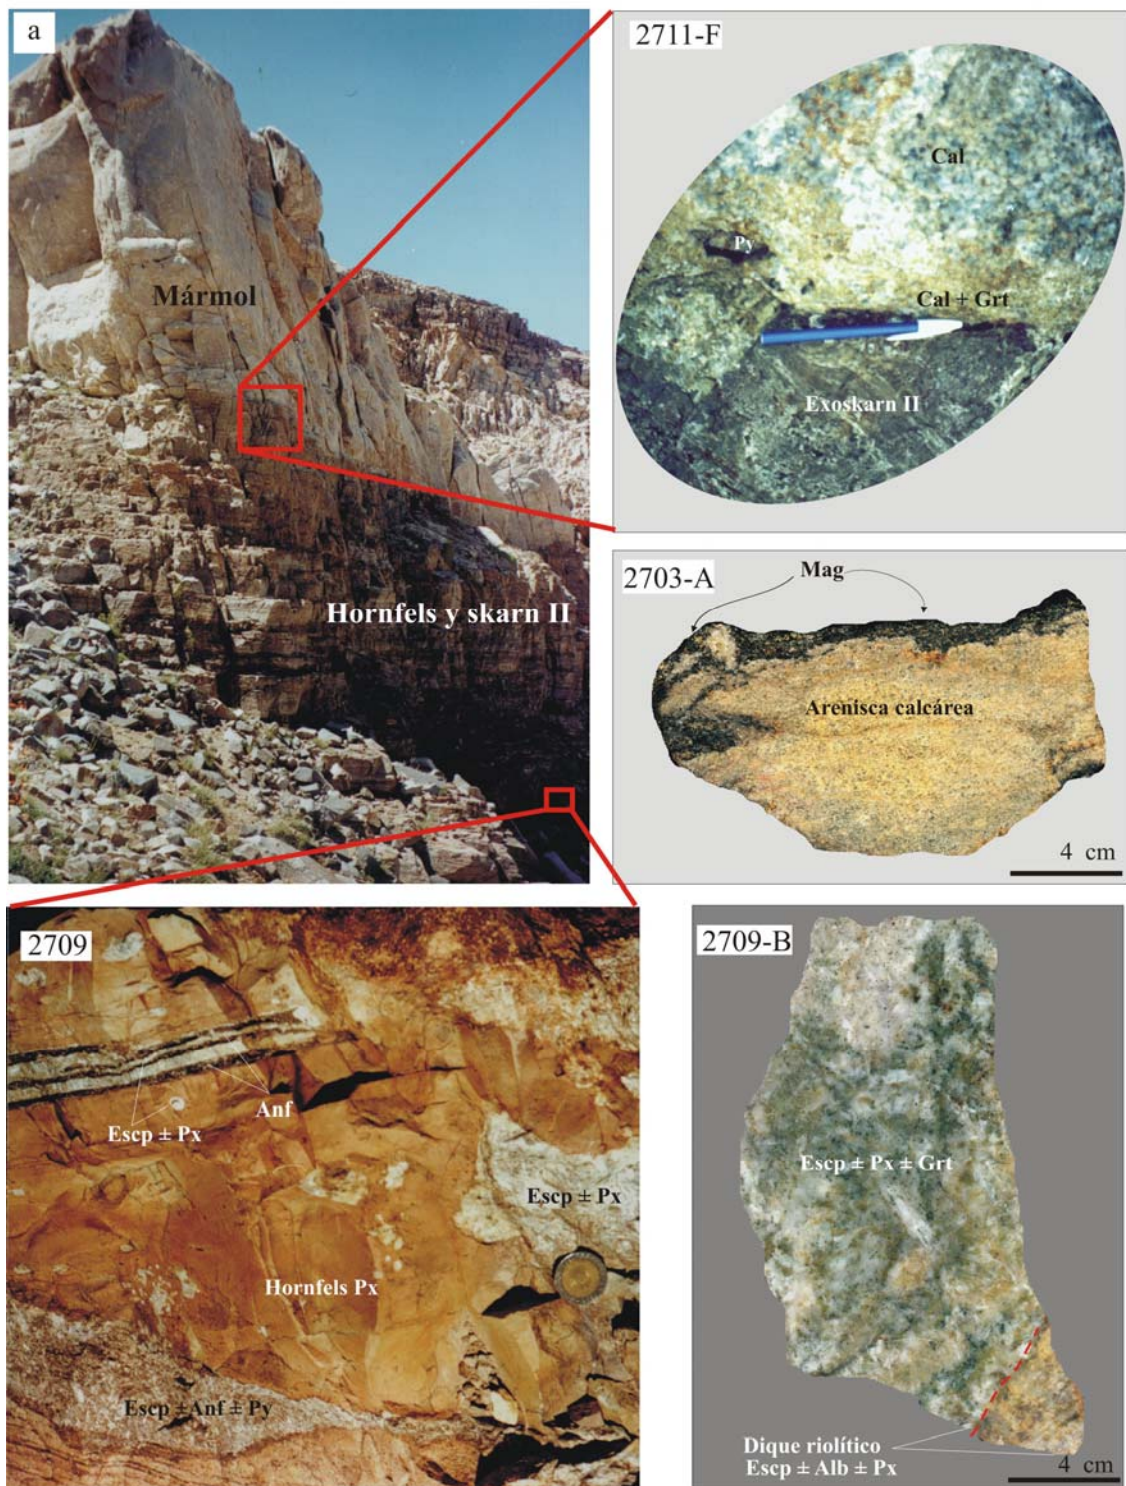 a
Mármol
Hornfels y skarn II
2711-F
Cal
Py
Cal + Grt
Exoskarn II
2703-A
Mag
Arenisca calcárea
4 cm
2709
Anf
Escp ± Px
Escp ± Px
Hornfels Px
Escp ±Anf ± Py
2709-B
Escp ± Px ± Grt
Dique riolítico
Escp ± Alb ± Px
4 cm